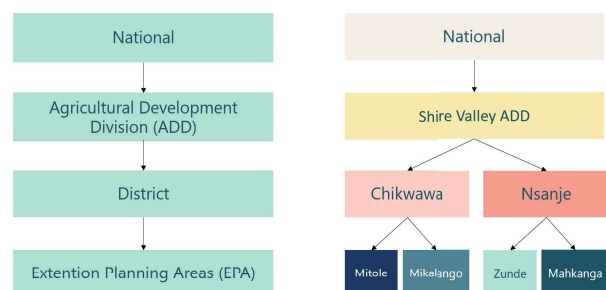 National
Agricultural Development
Division (ADD)
District
Extention Planning Areas (EPA)
National
Shire Valley ADD
Chikwawa
Nsanje
Mitole
Mikalango
Zunde
Mahkanga